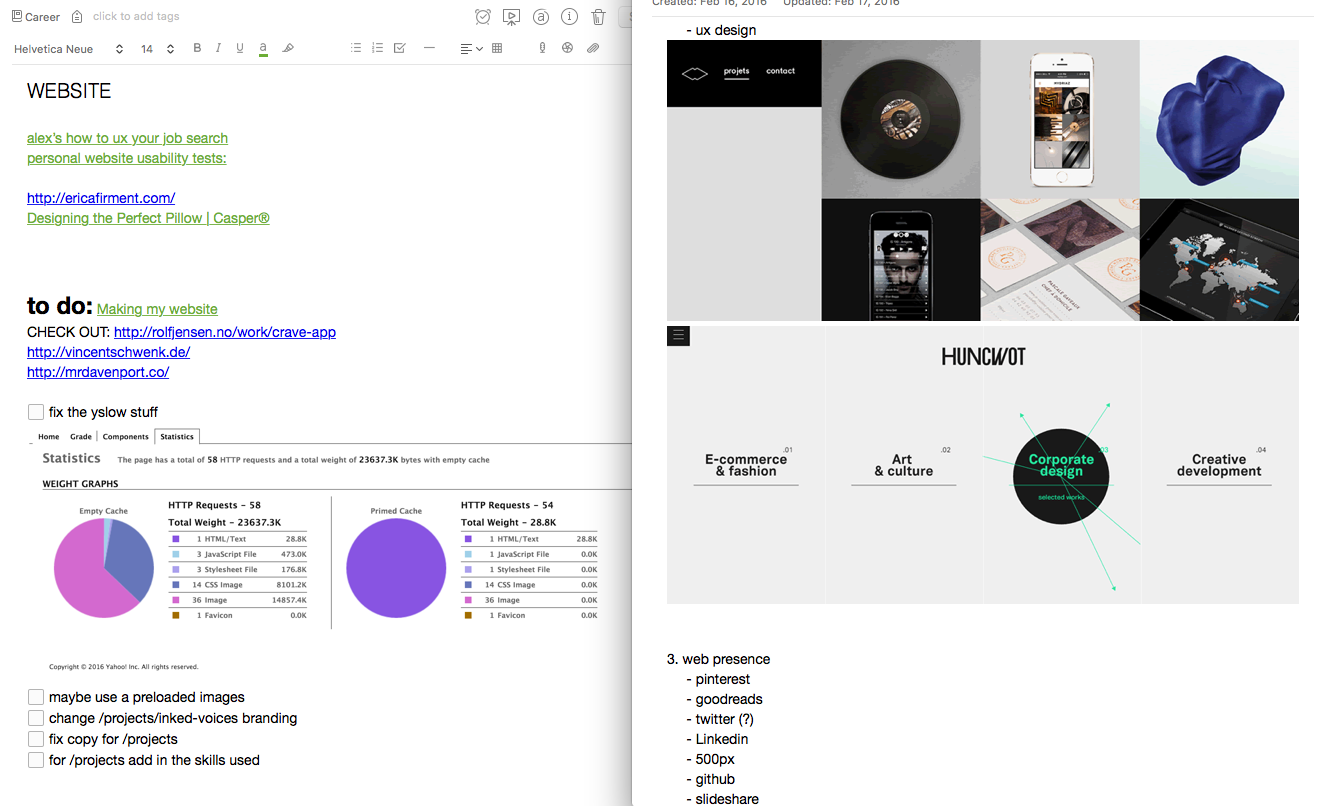 Career click to add tags
Helvetica Neue 14 B I U a
WEBSITE
alex's how to ux your job search
personal website usability tests:
http://ericafirment.com/
Designing the Perfect Pillow | Casper®
to do: Making my website
CHECK OUT: http://rolfjensen.no/work/crave-app
http://vincentschwenk.de/
http://mrdavenport.co/
fix the yslow stuff
Home Grade Components Statistics
Statistics The page has a total of 58 HTTP requests and a total weight of 23637.3K bytes with empty cache
WEIGHT GRAPHS
Empty Cache
HTTP Requests - 58
Total Weight - 23637.3K
1 HTML/Text 28.8K
3 JavaScript File 473.0K
3 Stylesheet File 176.8K
14 CSS Image 8101.2K
36 Image 14857.4K
1 Favicon 0.0K
Primed Cache
HTTP Requests - 54
Total Weight - 28.8K
1 HTML/Text 28.8K
1 JavaScript File 0.0K
1 Stylesheet File 0.0K
14 CSS Image 0.0K
36 Image 0.0K
1 Favicon 0.0K
Copyright © 2016 Yahoo! Inc. All rights reserved.
maybe use a preloaded images
change /projects/inked-voices branding
fix copy for /projects
for /projects add in the skills used
Created: Feb 16, 2016 Updated: Feb 17, 2016
- ux design
projets contact
PASCALE GAVEAUX
CHEF À DOMICILE
HUNCWOT
E-commerce
& fashion
.01
Art
& culture
.02
Corporate
design
.03
selected works
Creative
development
.04
3. web presence
- pinterest
- goodreads
- twitter (?)
- Linkedin
- 500px
- github
- slideshare